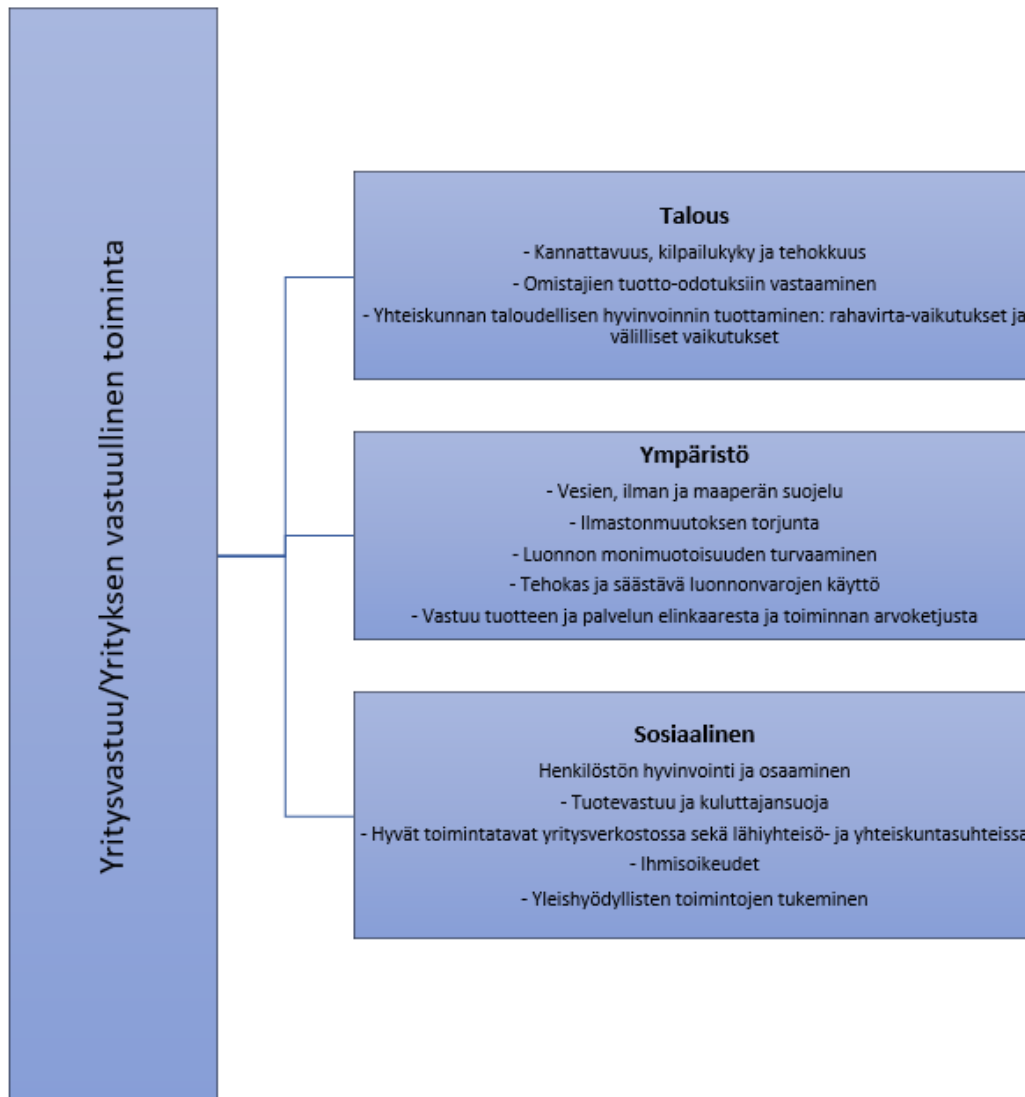 Yritysvastuu/Yrityksen vastuullinen toiminta
Talous
- Kannattavuus, kilpailukyky ja tehokkuus
- Omistajien tuotto-odotuksiin vastaaminen
- Yhteiskunnan taloudellisen hyvinvoinnin tuottaminen: rahavirta-vaikutukset ja
välilliset vaikutukset
Ympäristö
- Vesien, ilman ja maaperän suojelu
- Ilmastonmuutoksen torjunta
- Luonnon monimuotoisuuden turvaaminen
- Tehokas ja säästävä luonnonvarojen käyttö
- Vastuu tuotteen ja palvelun elinkaaresta ja toiminnan arvoketjusta
Sosiaalinen
Henkilöstön hyvinvointi ja osaaminen
- Tuotevastuu ja kuluttajansuoja
- Hyvät toimintatavat yritysverkostossa sekä lähiyhteisö- ja yhteiskuntasuhteissa
- Ihmisoikeudet
- Yleishyödyllisten toimintojen tukeminen